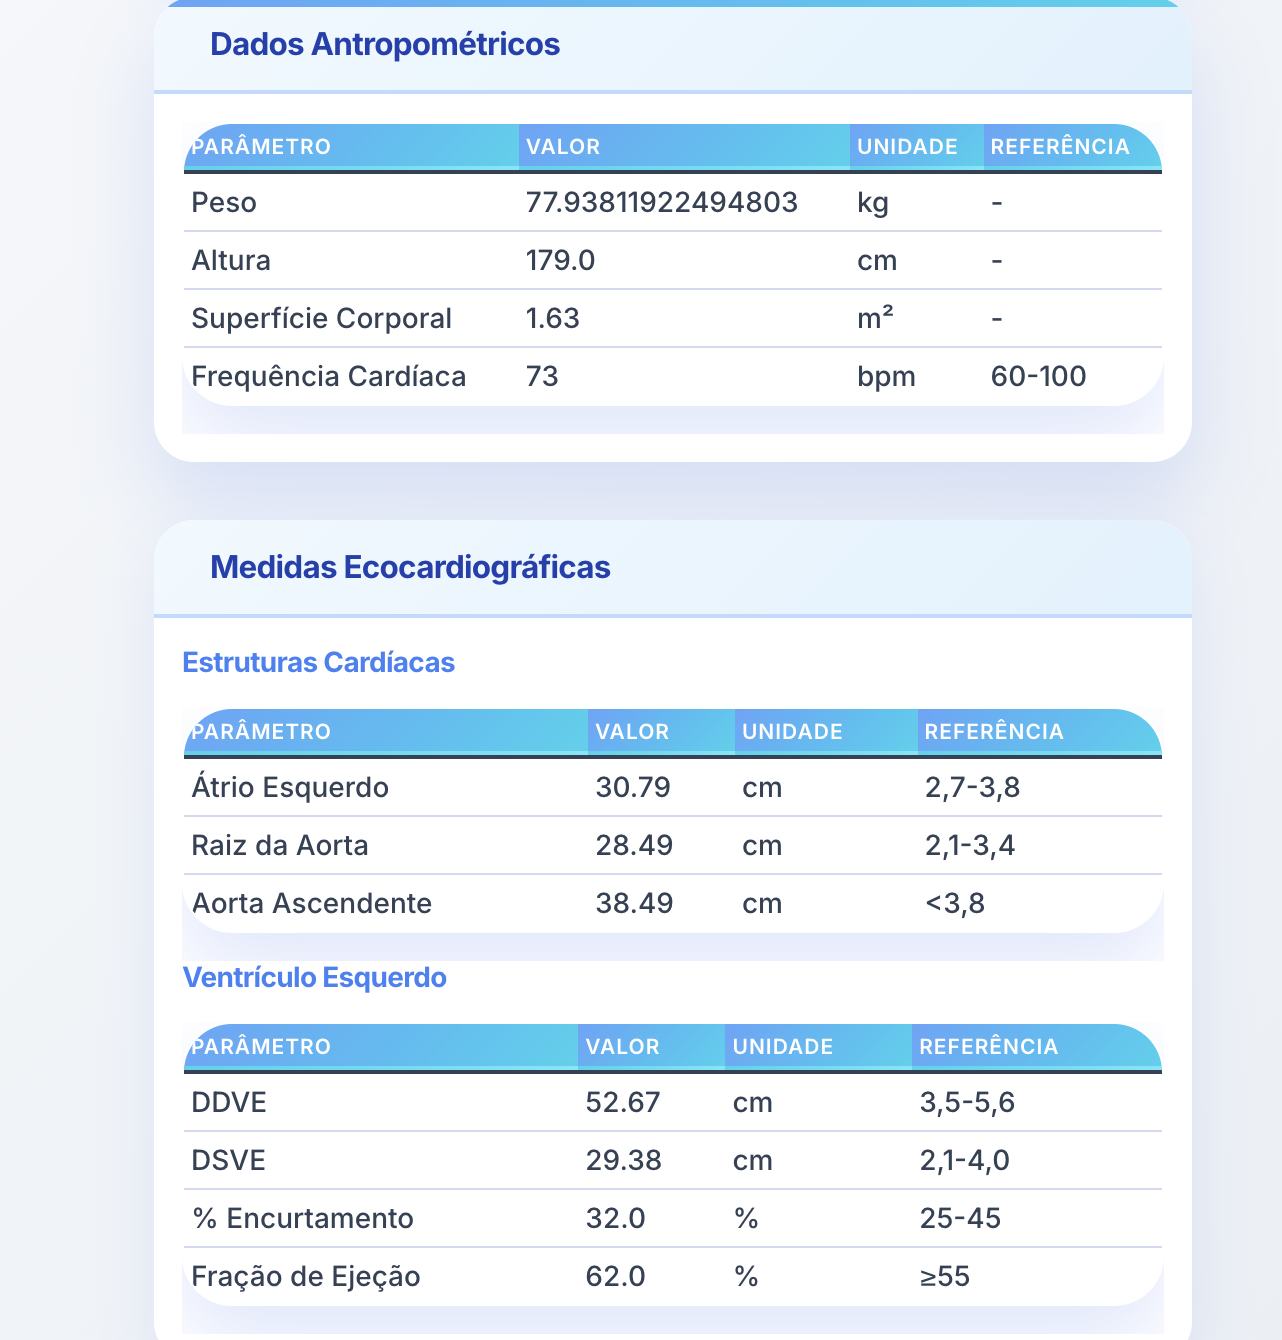 Dados Antropométricos
PARÂMETRO VALOR UNIDADE REFERÊNCIA
Peso 77.93811922494803 kg -
Altura 179.0 cm -
Superfície Corporal 1.63 m² -
Frequência Cardíaca 73 bpm 60-100
Medidas Ecocardiográficas
Estruturas Cardíacas
PARÂMETRO VALOR UNIDADE REFERÊNCIA
Átrio Esquerdo 30.79 cm 2,7-3,8
Raiz da Aorta 28.49 cm 2,1-3,4
Aorta Ascendente 38.49 cm <3,8
Ventrículo Esquerdo
PARÂMETRO VALOR UNIDADE REFERÊNCIA
DDVE 52.67 cm 3,5-5,6
DSVE 29.38 cm 2,1-4,0
% Encurtamento 32.0 % 25-45
Fração de Ejeção 62.0 % ≥55